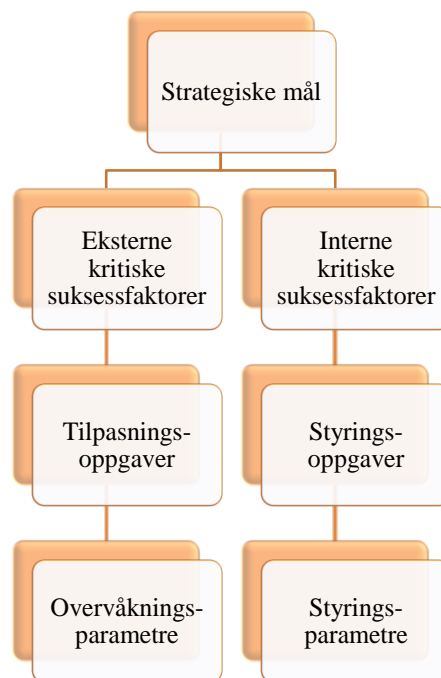 Strategiske mål
Eksterne
kritiske
suksessfaktorer
Interne
kritiske
suksessfaktorer
Tilpasnings-
oppgaver
Styrings-
oppgaver
Overvåknings-
parametre
Styrings-
parametre